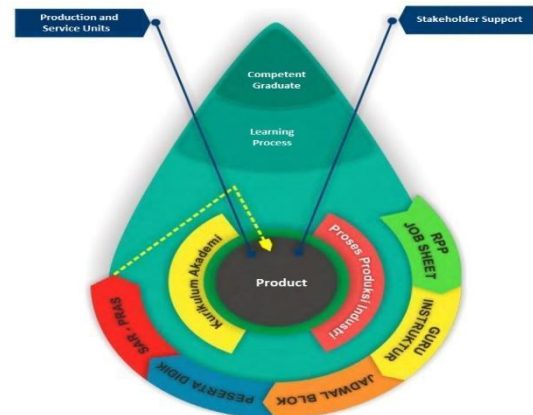 Production and
Service Units
Stakeholder Support
Competent
Graduate
Learning
Process
Kurikulum Akademi
Product
Proses Produksi Industri
RPP
JOB SHEET
GURU
INSTRUKTUR
JADWAL BLOK
PESERTA DIDIK
SAR - PRAS